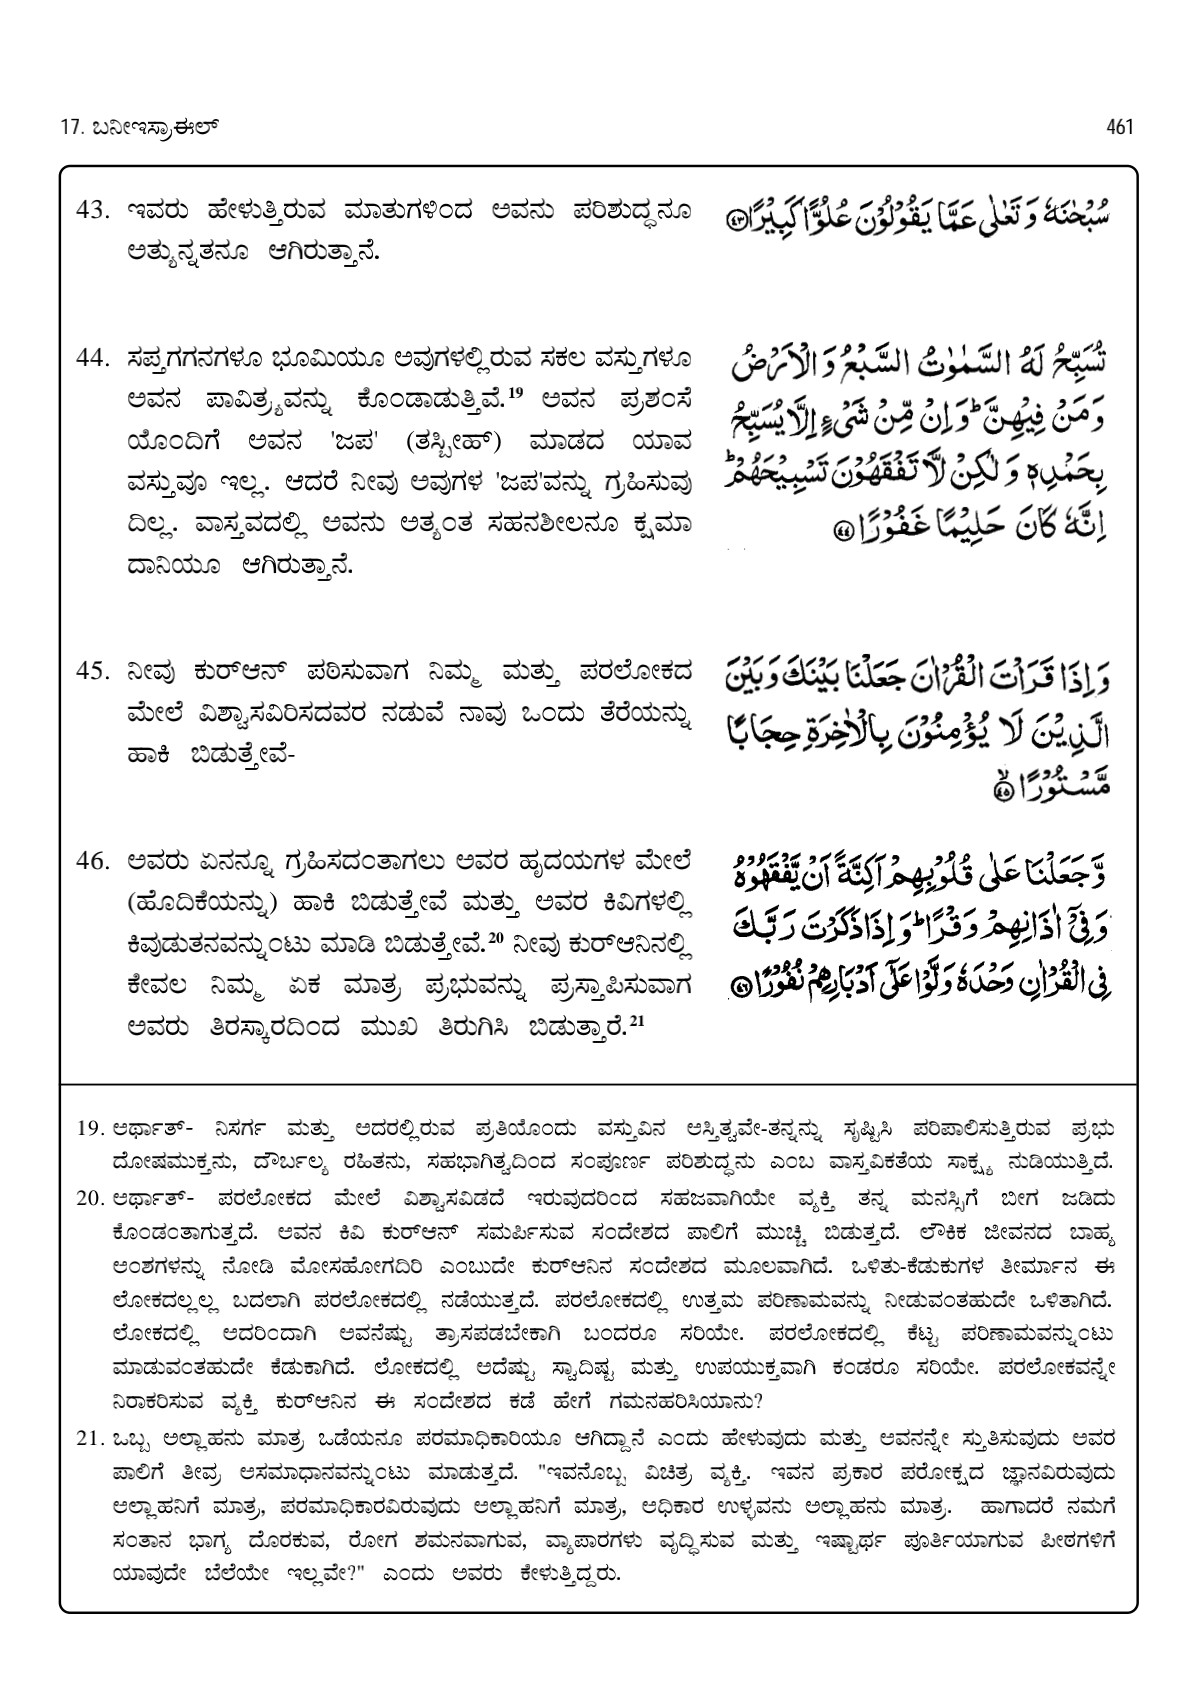 17. ಬನೀಇಸ್ರಾಈಲ್
461
43. ಇವರು ಹೇಳುತ್ತಿರುವ ಮಾತುಗಳಿಂದ ಅವನು ಪರಿಶುದ್ಧನೂ
ಅತ್ಯುನ್ನತನೂ ಆಗಿರುತ್ತಾನೆ.
سُبْحٰنَهٗ وَ تَعٰلٰى عَمَّا يَقُوْلُوْنَ عُلُوًّا كَبِيْرًا ﴿٤٣﴾
44. ಸಪ್ತಗಗನಗಳೂ ಭೂಮಿಯೂ ಅವುಗಳಲ್ಲಿರುವ ಸಕಲ ವಸ್ತುಗಳೂ
ಅವನ ಪಾವಿತ್ರ್ಯವನ್ನು ಕೊಂಡಾಡುತ್ತಿವೆ.19 ಅವನ ಪ್ರಶಂಸೆ
ಯೊಂದಿಗೆ ಅವನ 'ಜಪ' (ತಸ್ಬೀಹ್) ಮಾಡದ ಯಾವ
ವಸ್ತುವೂ ಇಲ್ಲ. ಆದರೆ ನೀವು ಅವುಗಳ 'ಜಪ'ವನ್ನು ಗ್ರಹಿಸುವು
ದಿಲ್ಲ. ವಾಸ್ತವದಲ್ಲಿ ಅವನು ಅತ್ಯಂತ ಸಹನಶೀಲನೂ ಕ್ಷಮಾ
ದಾನಿಯೂ ಆಗಿರುತ್ತಾನೆ.
تُسَبِّحُ لَهُ السَّمٰوٰتُ السَّبْعُ وَ الْاَرْضُ
وَ مَنْ فِيْهِنَّ ؕ وَ اِنْ مِّنْ شَيْءٍ اِلَّا يُسَبِّحُ
بِحَمْدِهٖ وَ لٰكِنْ لَّا تَفْقَهُوْنَ تَسْبِيْحَهُمْ ؕ
اِنَّهٗ كَانَ حَلِيْمًا غَفُوْرًا ﴿٤٤﴾
45. ನೀವು ಕುರ್‌ಆನ್ ಪಠಿಸುವಾಗ ನಿಮ್ಮ ಮತ್ತು ಪರಲೋಕದ
ಮೇಲೆ ವಿಶ್ವಾಸವಿರಿಸದವರ ನಡುವೆ ನಾವು ಒಂದು ತೆರೆಯನ್ನು
ಹಾಕಿ ಬಿಡುತ್ತೇವೆ-
وَ اِذَا قَرَاْتَ الْقُرْاٰنَ جَعَلْنَا بَيْنَكَ وَ بَيْنَ
الَّذِيْنَ لَا يُؤْمِنُوْنَ بِالْاٰخِرَةِ حِجَابًا
مَّسْتُوْرًا ﴿٤٥﴾ۙ
46. ಅವರು ಏನನ್ನೂ ಗ್ರಹಿಸದಂತಾಗಲು ಅವರ ಹೃದಯಗಳ ಮೇಲೆ
(ಹೊದಿಕೆಯನ್ನು) ಹಾಕಿ ಬಿಡುತ್ತೇವೆ ಮತ್ತು ಅವರ ಕಿವಿಗಳಲ್ಲಿ
ಕಿವುಡುತನವನ್ನುಂಟು ಮಾಡಿ ಬಿಡುತ್ತೇವೆ.20 ನೀವು ಕುರ್‌ಆನಿನಲ್ಲಿ
ಕೇವಲ ನಿಮ್ಮ ಏಕ ಮಾತ್ರ ಪ್ರಭುವನ್ನು ಪ್ರಸ್ತಾಪಿಸುವಾಗ
ಅವರು ತಿರಸ್ಕಾರದಿಂದ ಮುಖ ತಿರುಗಿಸಿ ಬಿಡುತ್ತಾರೆ.21
وَّ جَعَلْنَا عَلٰى قُلُوْبِهِمْ اَكِنَّةً اَنْ يَّفْقَهُوْهُ
وَ فِيْۤ اٰذَانِهِمْ وَقْرًا ؕ وَ اِذَا ذَكَرْتَ رَبَّكَ
فِي الْقُرْاٰنِ وَحْدَهٗ وَلَّوْا عَلٰۤى اَدْبَارِهِمْ نُفُوْرًا ﴿٤٦﴾
19. ಅರ್ಥಾತ್- ನಿಸರ್ಗ ಮತ್ತು ಅದರಲ್ಲಿರುವ ಪ್ರತಿಯೊಂದು ವಸ್ತುವಿನ ಅಸ್ತಿತ್ವವೇ-ತನ್ನನ್ನು ಸೃಷ್ಟಿಸಿ ಪರಿಪಾಲಿಸುತ್ತಿರುವ ಪ್ರಭು
ದೋಷಮುಕ್ತನು, ದೌರ್ಬಲ್ಯ ರಹಿತನು, ಸಹಭಾಗಿತ್ವದಿಂದ ಸಂಪೂರ್ಣ ಪರಿಶುದ್ಧನು ಎಂಬ ವಾಸ್ತವಿಕತೆಯ ಸಾಕ್ಷ್ಯ ನುಡಿಯುತ್ತಿದೆ.
20. ಅರ್ಥಾತ್- ಪರಲೋಕದ ಮೇಲೆ ವಿಶ್ವಾಸವಿಡದೆ ಇರುವುದರಿಂದ ಸಹಜವಾಗಿಯೇ ವ್ಯಕ್ತಿ ತನ್ನ ಮನಸ್ಸಿಗೆ ಬೀಗ ಜಡಿದು
ಕೊಂಡಂತಾಗುತ್ತದೆ. ಅವನ ಕಿವಿ ಕುರ್‌ಆನ್ ಸಮರ್ಪಿಸುವ ಸಂದೇಶದ ಪಾಲಿಗೆ ಮುಚ್ಚಿ ಬಿಡುತ್ತದೆ. ಲೌಕಿಕ ಜೀವನದ ಬಾಹ್ಯ
ಅಂಶಗಳನ್ನು ನೋಡಿ ಮೋಸಹೋಗದಿರಿ ಎಂಬುದೇ ಕುರ್‌ಆನಿನ ಸಂದೇಶದ ಮೂಲವಾಗಿದೆ. ಒಳಿತು-ಕೆಡುಕುಗಳ ತೀರ್ಮಾನ ಈ
ಲೋಕದಲ್ಲಲ್ಲ ಬದಲಾಗಿ ಪರಲೋಕದಲ್ಲಿ ನಡೆಯುತ್ತದೆ. ಪರಲೋಕದಲ್ಲಿ ಉತ್ತಮ ಪರಿಣಾಮವನ್ನು ನೀಡುವಂತಹುದೇ ಒಳಿತಾಗಿದೆ.
ಲೋಕದಲ್ಲಿ ಅದರಿಂದಾಗಿ ಅವನೆಷ್ಟು ತ್ರಾಸಪಡಬೇಕಾಗಿ ಬಂದರೂ ಸರಿಯೇ. ಪರಲೋಕದಲ್ಲಿ ಕೆಟ್ಟ ಪರಿಣಾಮವನ್ನುಂಟು
ಮಾಡುವಂತಹುದೇ ಕೆಡುಕಾಗಿದೆ. ಲೋಕದಲ್ಲಿ ಅದೆಷ್ಟು ಸ್ವಾದಿಷ್ಟ ಮತ್ತು ಉಪಯುಕ್ತವಾಗಿ ಕಂಡರೂ ಸರಿಯೇ. ಪರಲೋಕವನ್ನೇ
ನಿರಾಕರಿಸುವ ವ್ಯಕ್ತಿ ಕುರ್‌ಆನಿನ ಈ ಸಂದೇಶದ ಕಡೆ ಹೇಗೆ ಗಮನಹರಿಸಿಯಾನು?
21. ಒಬ್ಬ ಅಲ್ಲಾಹನು ಮಾತ್ರ ಒಡೆಯನೂ ಪರಮಾಧಿಕಾರಿಯೂ ಆಗಿದ್ದಾನೆ ಎಂದು ಹೇಳುವುದು ಮತ್ತು ಅವನನ್ನೇ ಸ್ತುತಿಸುವುದು ಅವರ
ಪಾಲಿಗೆ ತೀವ್ರ ಅಸಮಾಧಾನವನ್ನುಂಟು ಮಾಡುತ್ತದೆ. "ಇವನೊಬ್ಬ ವಿಚಿತ್ರ ವ್ಯಕ್ತಿ. ಇವನ ಪ್ರಕಾರ ಪರೋಕ್ಷದ ಜ್ಞಾನವಿರುವುದು
ಅಲ್ಲಾಹನಿಗೆ ಮಾತ್ರ, ಪರಮಾಧಿಕಾರವಿರುವುದು ಅಲ್ಲಾಹನಿಗೆ ಮಾತ್ರ, ಅಧಿಕಾರ ಉಳ್ಳವನು ಅಲ್ಲಾಹನು ಮಾತ್ರ. ಹಾಗಾದರೆ ನಮಗೆ
ಸಂತಾನ ಭಾಗ್ಯ ದೊರಕುವ, ರೋಗ ಶಮನವಾಗುವ, ವ್ಯಾಪಾರಗಳು ವೃದ್ಧಿಸುವ ಮತ್ತು ಇಷ್ಟಾರ್ಥ ಪೂರ್ತಿಯಾಗುವ ಪೀಠಗಳಿಗೆ
ಯಾವುದೇ ಬೆಲೆಯೇ ಇಲ್ಲವೇ?" ಎಂದು ಅವರು ಕೇಳುತ್ತಿದ್ದರು.